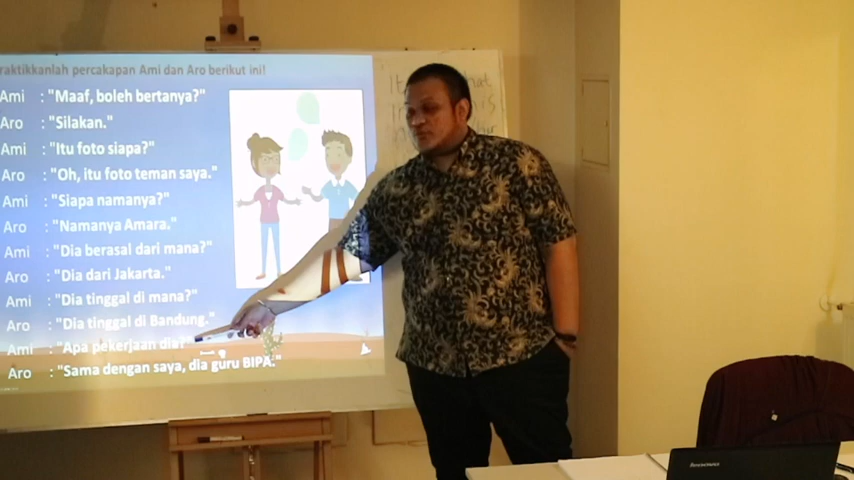 raktikkanlah percakapan Ami dan Aro berikut ini!
Ami : "Maaf, boleh bertanya?"
Aro : "Silakan."
Ami : "Itu foto siapa?"
Aro : "Oh, itu foto teman saya."
Ami : "Siapa namanya?"
Aro : "Namanya Amara."
Ami : "Dia berasal dari mana?"
Aro : "Dia dari Jakarta."
Ami : "Dia tinggal di mana?"
Aro : "Dia tinggal di Bandung."
Ami : "Apa pekerjaan dia?"
Aro : "Sama dengan saya, dia guru BIPA."